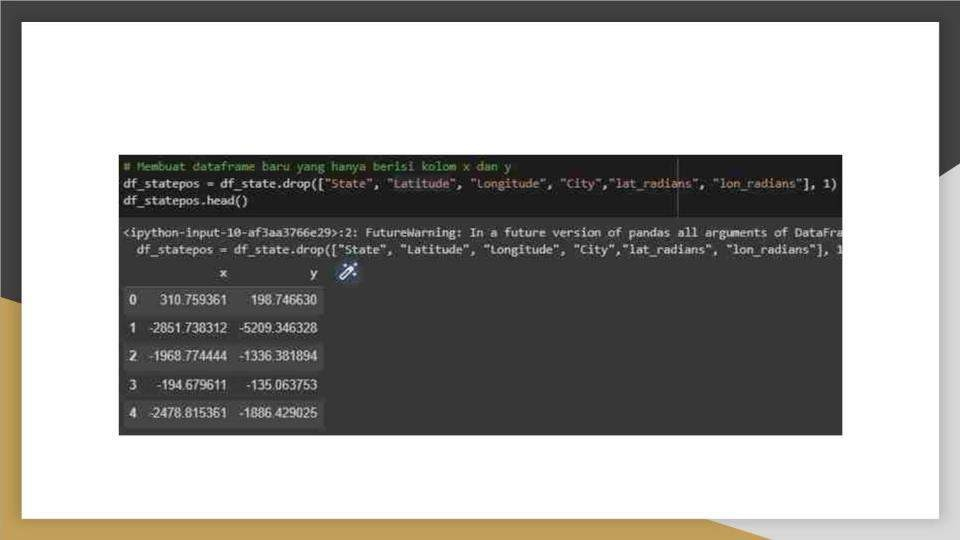 # Membuat dataframe baru yang hanya berisi kolom x dan y
df_statepos = df_state.drop(["State", "Latitude", "Longitude", "City","lat_radians", "lon_radians"], 1)
df_statepos.head()
<ipython-input-10-af3aa3766e29>:2: FutureWarning: In a future version of pandas all arguments of DataFra
df_statepos = df_state.drop(["State", "Latitude", "Longitude", "City","lat_radians", "lon_radians"], 1
x y
0 310.759361 198.746630
1 -2851.738312 -5209.346328
2 -1968.774444 -1336.381894
3 -194.679611 -135.063753
4 -2478.815361 -1886.429025